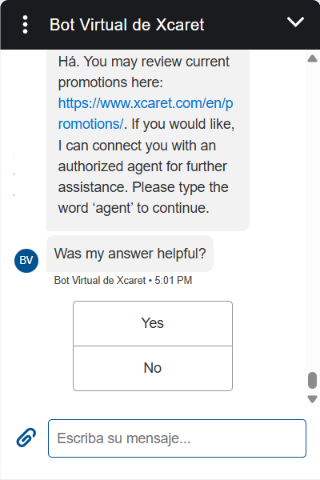 Bot Virtual de Xcaret
Há. You may review current
promotions here:
https://www.xcaret.com/en/p
romotions/. If you would like,
I can connect you with an
authorized agent for further
assistance. Please type the
word ‘agent’ to continue.
Was my answer helpful?
BV
Bot Virtual de Xcaret • 5:01 PM
Yes
No
Escriba su mensaje...